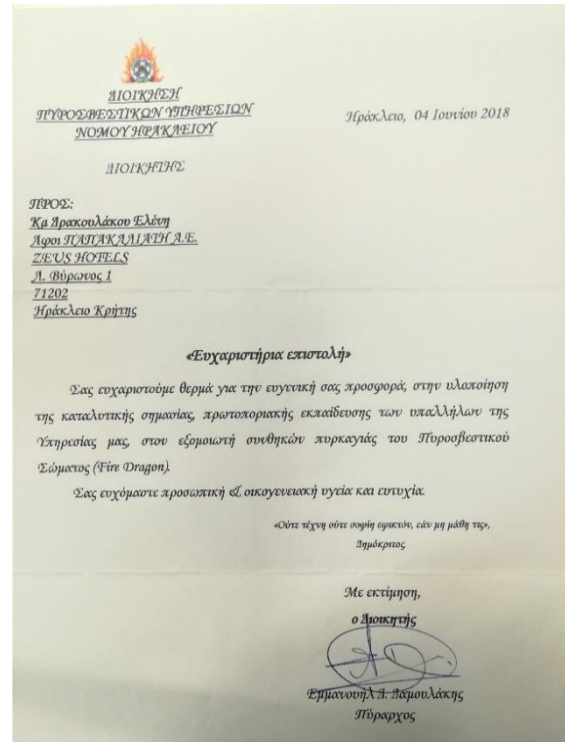 ΔΙΟΙΚΗΣΗ
ΠΥΡΟΣΒΕΣΤΙΚΩΝ ΥΠΗΡΕΣΙΩΝ
ΝΟΜΟΥ ΗΡΑΚΛΕΙΟΥ
Ηράκλειο, 04 Ιουνίου 2018
ΔΙΟΙΚΗΤΗΣ
ΠΡΟΣ:
Κα Δρακουλάκου Ελένη
Αφοι ΠΑΠΑΚΑΛΙΑΤΗ Α.Ε.
ZEUS HOTELS
Λ. Βύρωνος 1
71202
Ηράκλειο Κρήτης
«Ευχαριστήρια επιστολή»
Σας ευχαριστούμε θερμά για την ευγενική σας προσφορά, στην υλοποίηση
της καταλυτικής σημασίας, πρωτοποριακής εκπαίδευσης των υπαλλήλων της
Υπηρεσίας μας, στον εξομοιωτή συνθηκών πυρκαγιάς του Πυροσβεστικού
Σώματος (Fire Dragon).
Σας ευχόμαστε προσωπική & οικογενειακή υγεία και ευτυχία.
«Ούτε τέχνη ούτε σοφίη εφικτόν, εάν μη μάθη τις»,
Δημόκριτος
Με εκτίμηση,
ο Διοικητής
Εμμανουήλ Δ. Δαμουλάκης
Πύραρχος